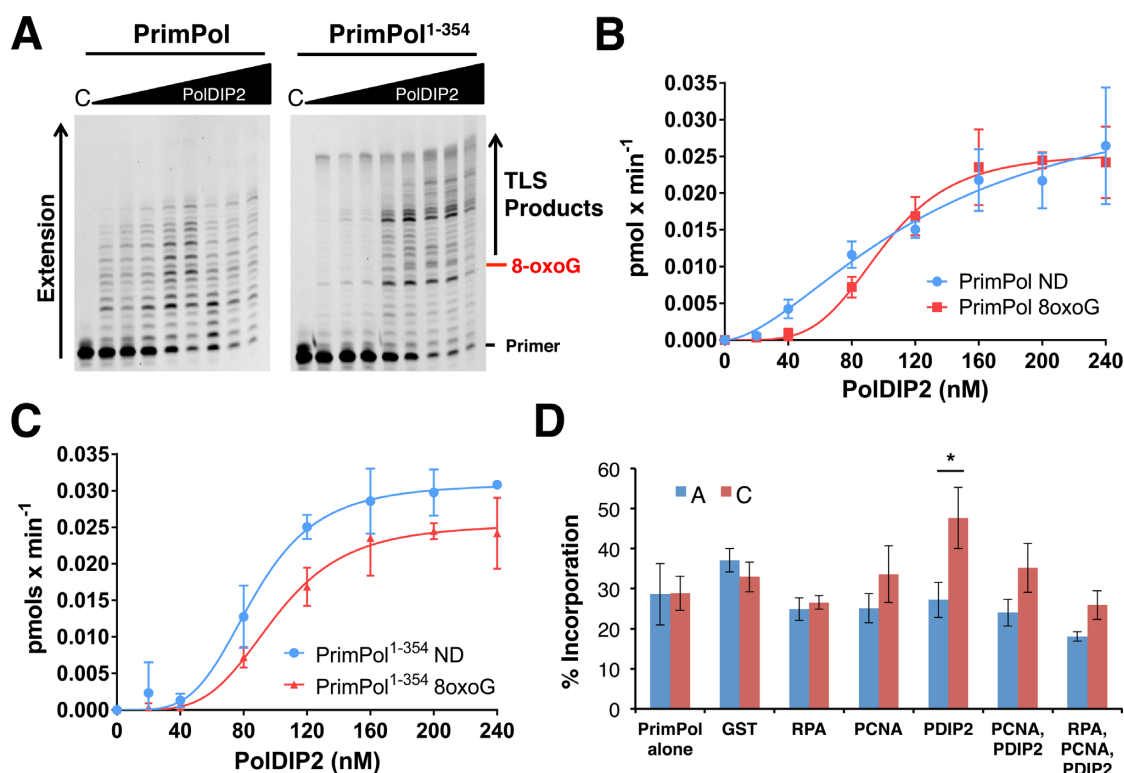 A
PrimPol
PrimPol1-354
C
PolDIP2
C
PolDIP2
Extension
TLS
Products
8-oxoG
Primer
B
0.035
0.030
0.025
0.020
0.015
0.010
0.005
0.000
pmol x min-1
PrimPol ND
PrimPol 8oxoG
0 40 80 120 160 200 240
PolDIP2 (nM)
C
0.035
0.030
0.025
0.020
0.015
0.010
0.005
0.000
pmols x min-1
PrimPol1-354 ND
PrimPol1-354 8oxoG
0 40 80 120 160 200 240
PolDIP2 (nM)
D
60
50
40
30
20
10
0
% Incorporation
A C
*
PrimPol
alone
GST
RPA
PCNA
PDIP2
PCNA,
PDIP2
RPA,
PCNA,
PDIP2